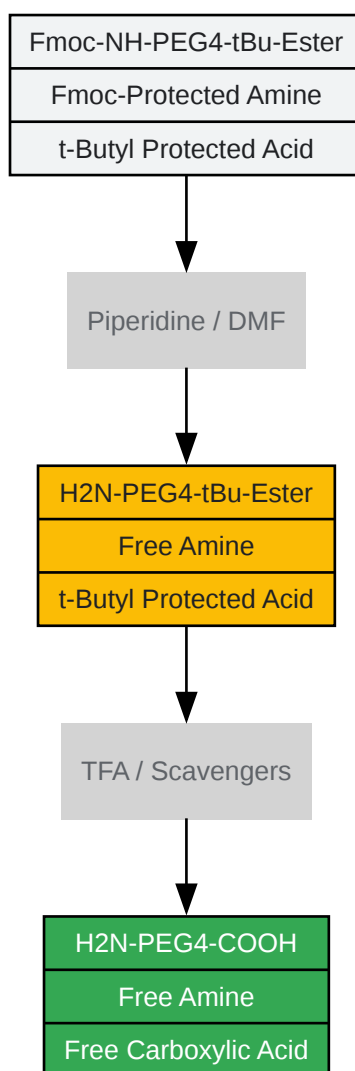 Fmoc-NH-PEG4-tBu-Ester
Fmoc-Protected Amine
t-Butyl Protected Acid
Piperidine / DMF
H2N-PEG4-tBu-Ester
Free Amine
t-Butyl Protected Acid
TFA / Scavengers
H2N-PEG4-COOH
Free Amine
Free Carboxylic Acid